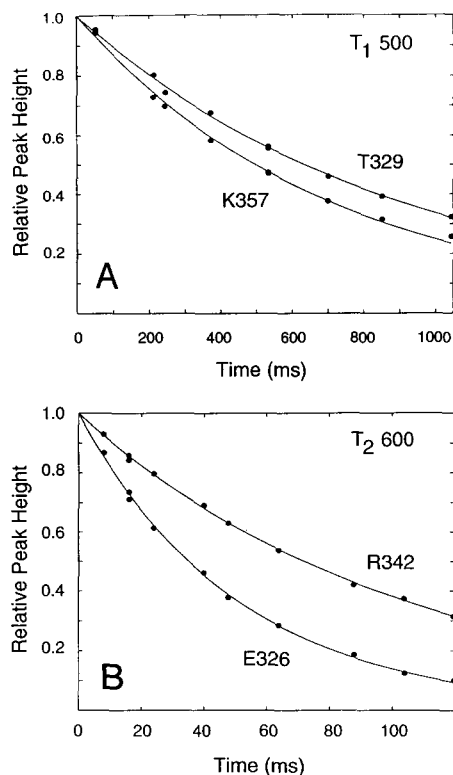 1.0
T₁ 500
0.8
Relative Peak Height
0.6
T329
0.4
K357
0.2
A
0 200 400 600 800 1000
Time (ms)
1.0
T₂ 600
0.8
Relative Peak Height
0.6
R342
0.4
E326
0.2
B
0 20 40 60 80 100
Time (ms)